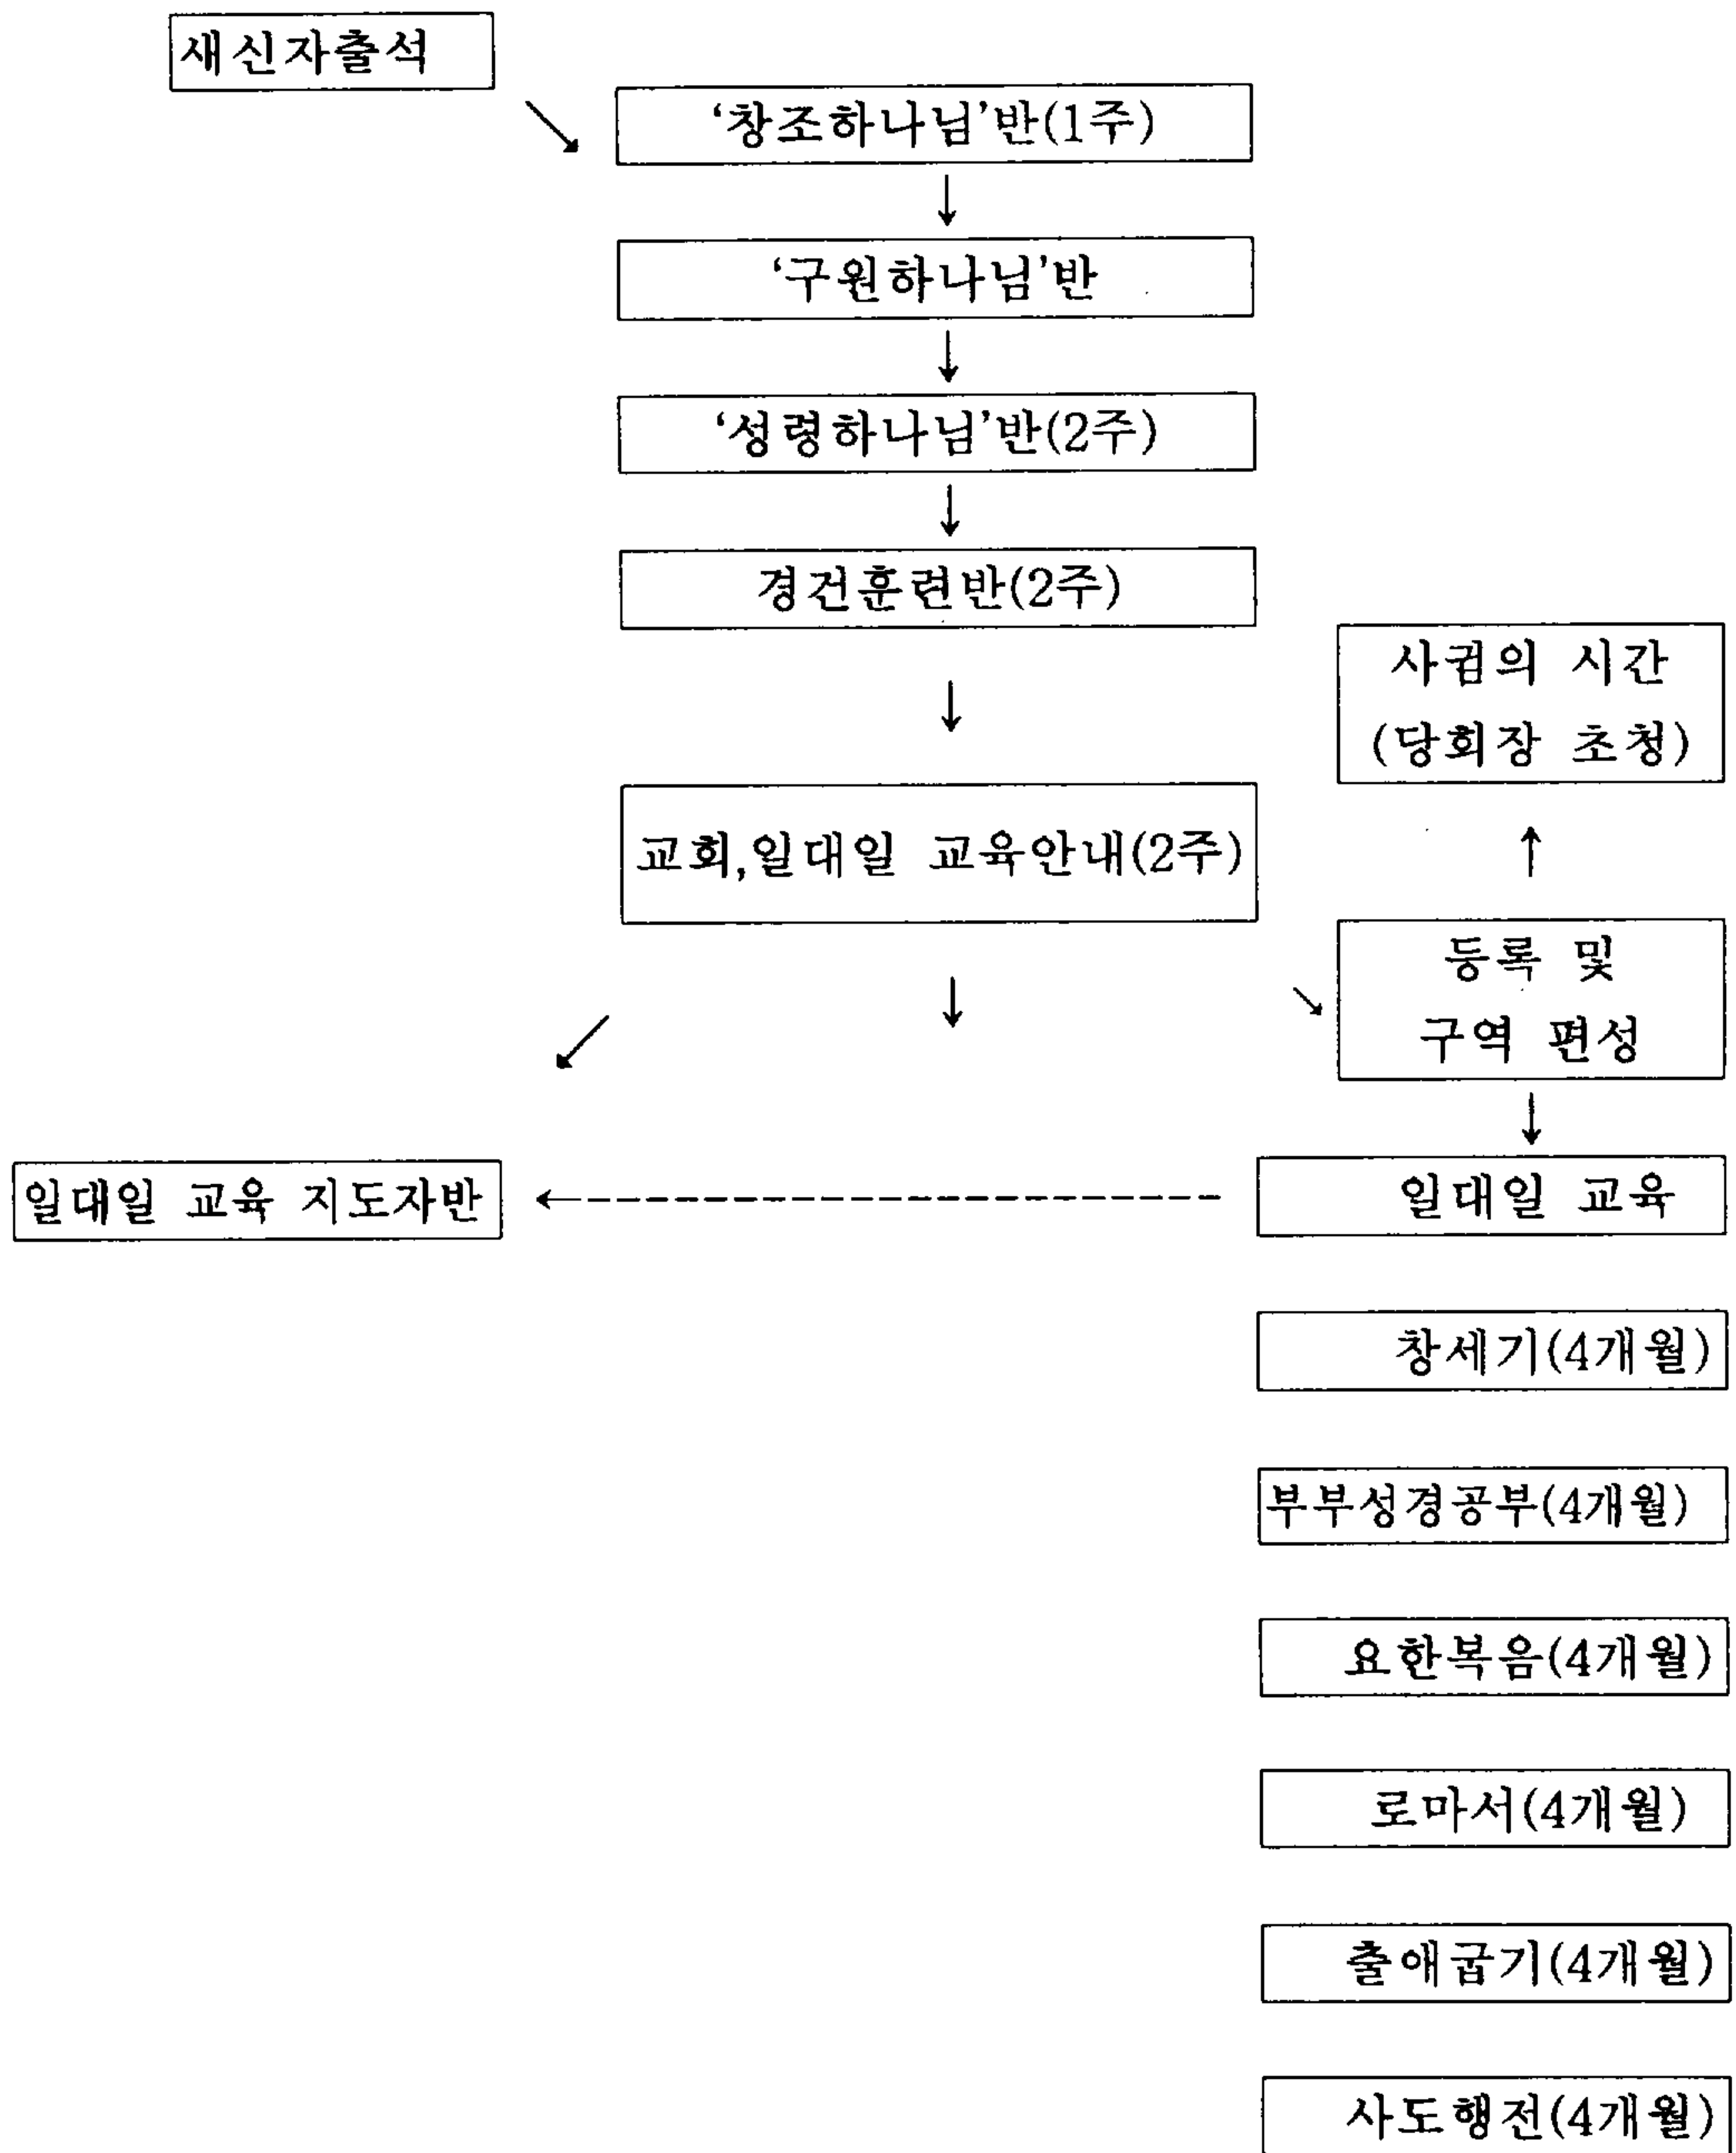 새신자출석
‘창조하나님’반(1주)
‘구원하나님’반
‘성령하나님’반(2주)
경건훈련반(2주)
사귐의 시간
(당회장 초청)
교회,일대일 교육안내(2주)
등록 및
구역 편성
일대일 교육 지도자반
일대일 교육
창세기(4개월)
부부성경공부(4개월)
요한복음(4개월)
로마서(4개월)
출애굽기(4개월)
사도행전(4개월)